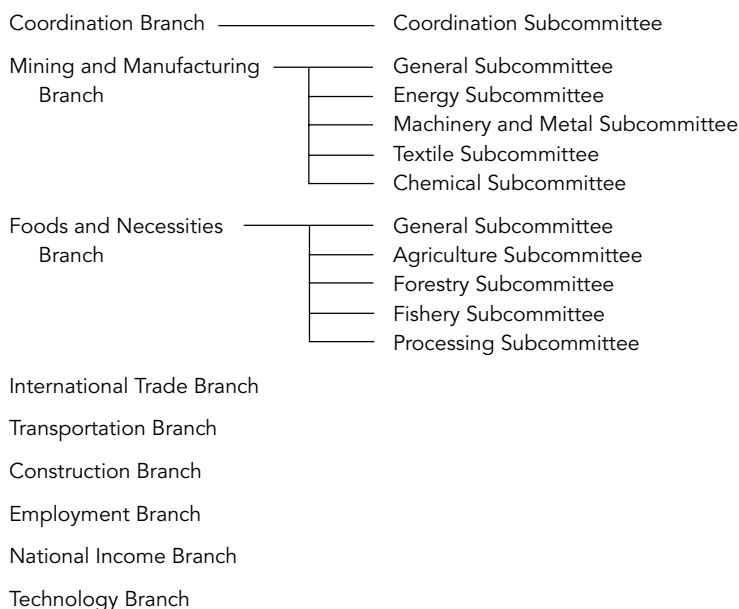 Coordination Branch Coordination Subcommittee
Mining and Manufacturing General Subcommittee
Branch Energy Subcommittee
Machinery and Metal Subcommittee
Textile Subcommittee
Chemical Subcommittee
Foods and Necessities General Subcommittee
Branch Agriculture Subcommittee
Forestry Subcommittee
Fishery Subcommittee
Processing Subcommittee
International Trade Branch
Transportation Branch
Construction Branch
Employment Branch
National Income Branch
Technology Branch